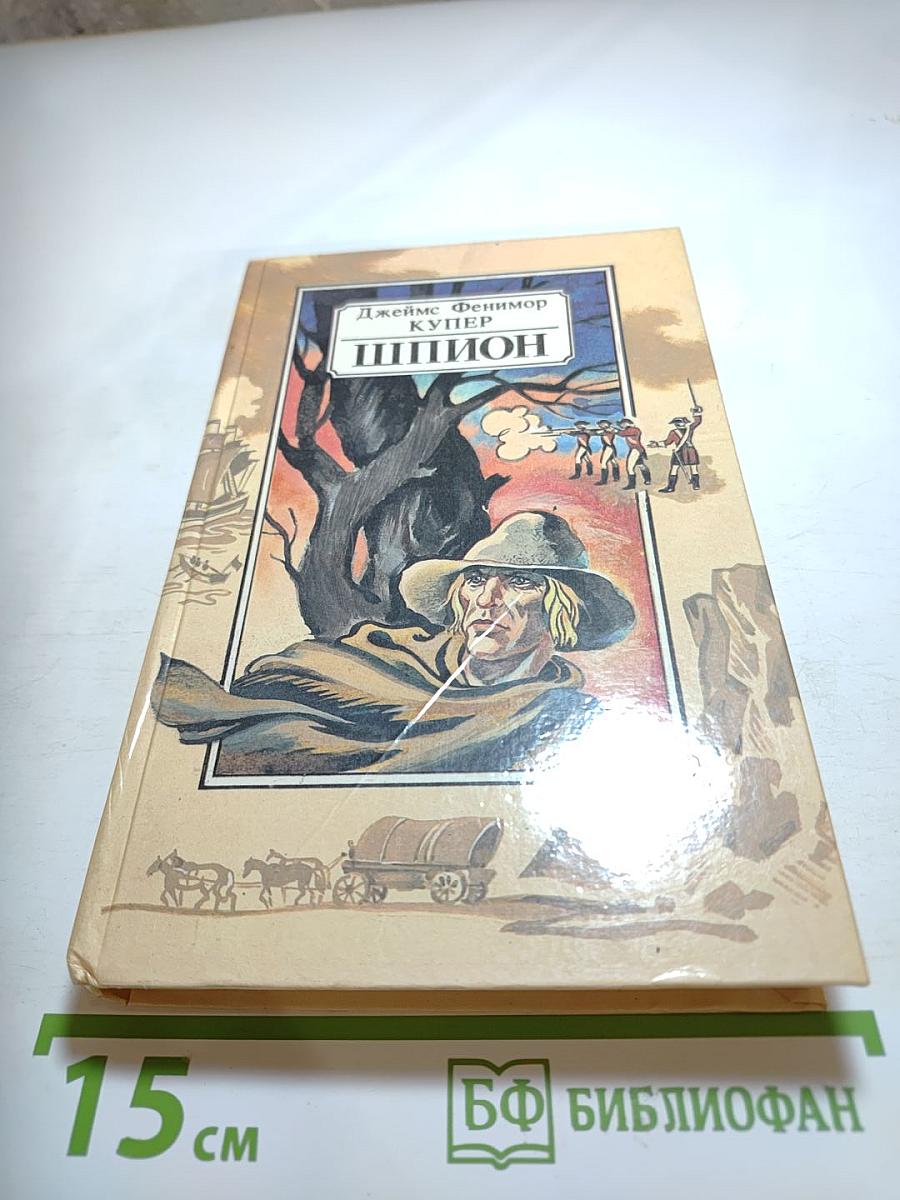 Джеймс Фенимор
КУПЕР
ШПИОН
15 см
БФ БИБЛИОФАН